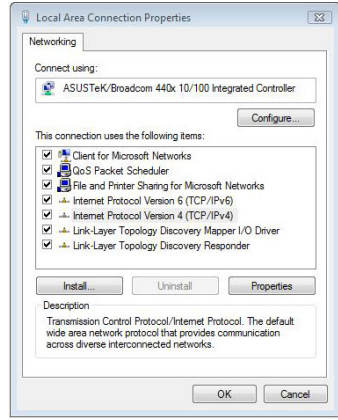 Local Area Connection Properties
Networking
Connect using:
ASUSTeK/Broadcom 440x 10/100 Integrated Controller
Configure...
This connection uses the following items:
Client for Microsoft Networks
QoS Packet Scheduler
File and Printer Sharing for Microsoft Networks
Internet Protocol Version 6 (TCP/IPv6)
Internet Protocol Version 4 (TCP/IPv4)
Link-Layer Topology Discovery Mapper I/O Driver
Link-Layer Topology Discovery Responder
Install... Uninstall Properties
Description
Transmission Control Protocol/Internet Protocol. The default
wide area network protocol that provides communication
across diverse interconnected networks.
OK Cancel